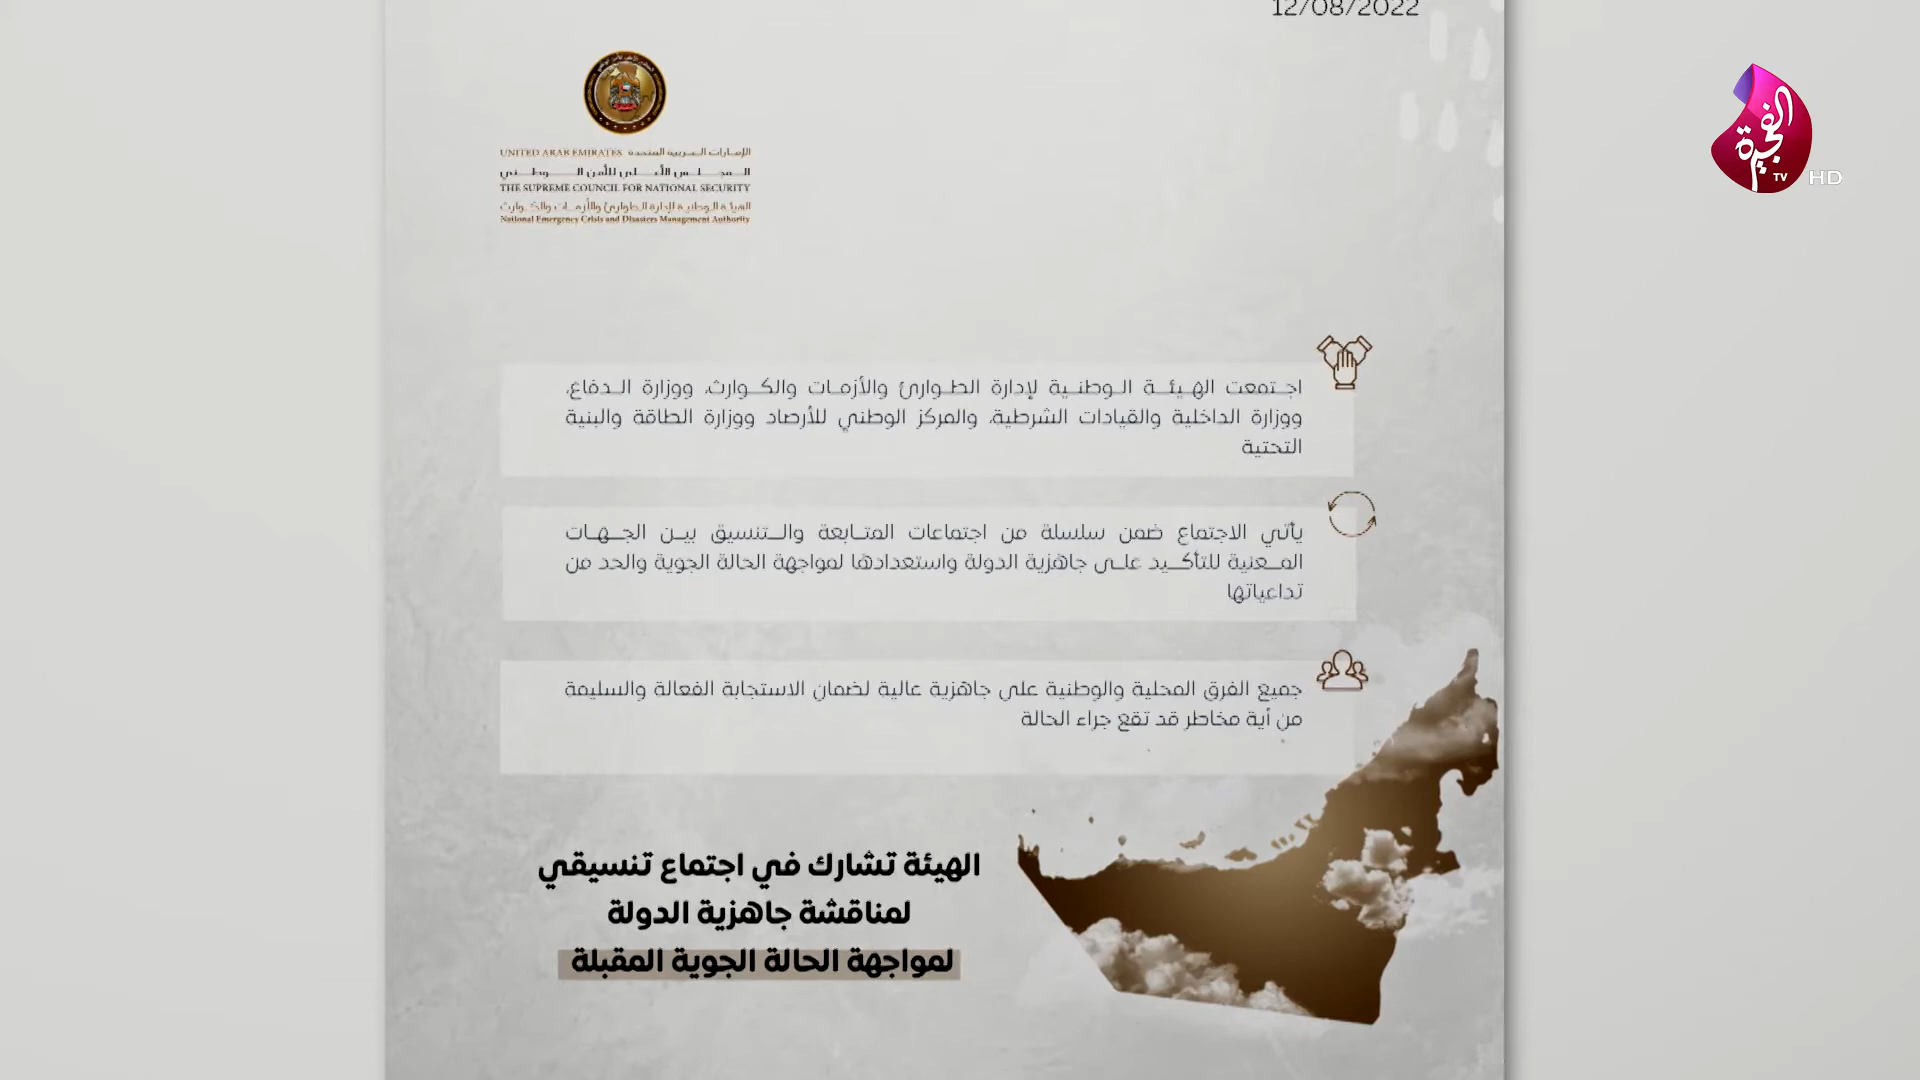 12/08/2022
الفجيرة
TV HD
UNITED ARAB EMIRATES الإمارات العربية المتحدة
المجلس الأعلى للأمن الوطني
THE SUPREME COUNCIL FOR NATIONAL SECURITY
الهيئة الوطنية لإدارة الطوارئ والأزمات والكوارث
National Emergency Crisis and Disasters Management Authority
اجتمعت الهيئة الوطنية لإدارة الطوارئ والأزمات والكوارث، ووزارة الدفاع،
ووزارة الداخلية والقيادات الشرطية، والمركز الوطني للأرصاد ووزارة الطاقة والبنية
التحتية
يأتي الاجتماع ضمن سلسلة من اجتماعات المتابعة والتنسيق بين الجهات
المعنية للتأكيد على جاهزية الدولة واستعدادها لمواجهة الحالة الجوية والحد من
تداعياتها
جميع الفرق المحلية والوطنية على جاهزية عالية لضمان الاستجابة الفعالة والسليمة
من أية مخاطر قد تقع جراء الحالة
الهيئة تشارك في اجتماع تنسيقي
لمناقشة جاهزية الدولة
لمواجهة الحالة الجوية المقبلة